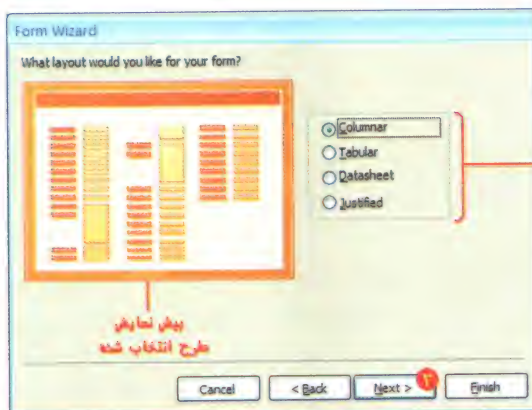 Form Wizard
What layout would you like for your form?
Columnar
Tabular
Datasheet
Justified
پیش نمایش
طرح انتخاب شده
Cancel
< Back
Next >
۳
Finish